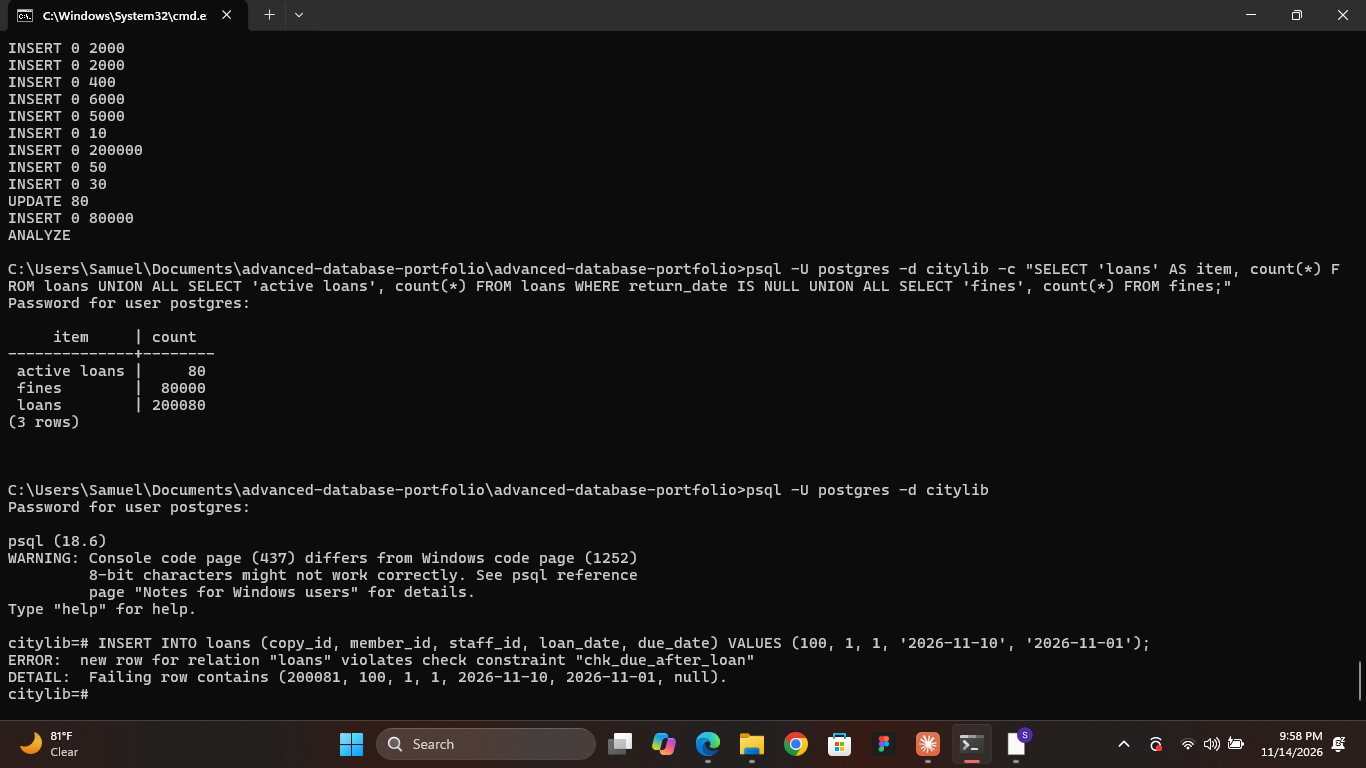 C:\Windows\System32\cmd.e
INSERT 0 2000
INSERT 0 2000
INSERT 0 400
INSERT 0 6000
INSERT 0 5000
INSERT 0 10
INSERT 0 200000
INSERT 0 50
INSERT 0 30
UPDATE 80
INSERT 0 80000
ANALYZE
C:\Users\Samuel\Documents\advanced-database-portfolio\advanced-database-portfolio>psql -U postgres -d citylib -c "SELECT 'loans' AS item, count(*) F
ROM loans UNION ALL SELECT 'active loans', count(*) FROM loans WHERE return_date IS NULL UNION ALL SELECT 'fines', count(*) FROM fines;"
Password for user postgres:
     item     | count
--------------+--------
 active loans |     80
 fines        |  80000
 loans        | 200080
(3 rows)
C:\Users\Samuel\Documents\advanced-database-portfolio\advanced-database-portfolio>psql -U postgres -d citylib
Password for user postgres:
psql (18.6)
WARNING: Console code page (437) differs from Windows code page (1252)
         8-bit characters might not work correctly. See psql reference
         page "Notes for Windows users" for details.
Type "help" for help.
citylib=# INSERT INTO loans (copy_id, member_id, staff_id, loan_date, due_date) VALUES (100, 1, 1, '2026-11-10', '2026-11-01');
ERROR:  new row for relation "loans" violates check constraint "chk_due_after_loan"
DETAIL:  Failing row contains (200081, 100, 1, 1, 2026-11-10, 2026-11-01, null).
citylib=#
81°F
Clear
Search
S
9:58 PM
11/14/2026